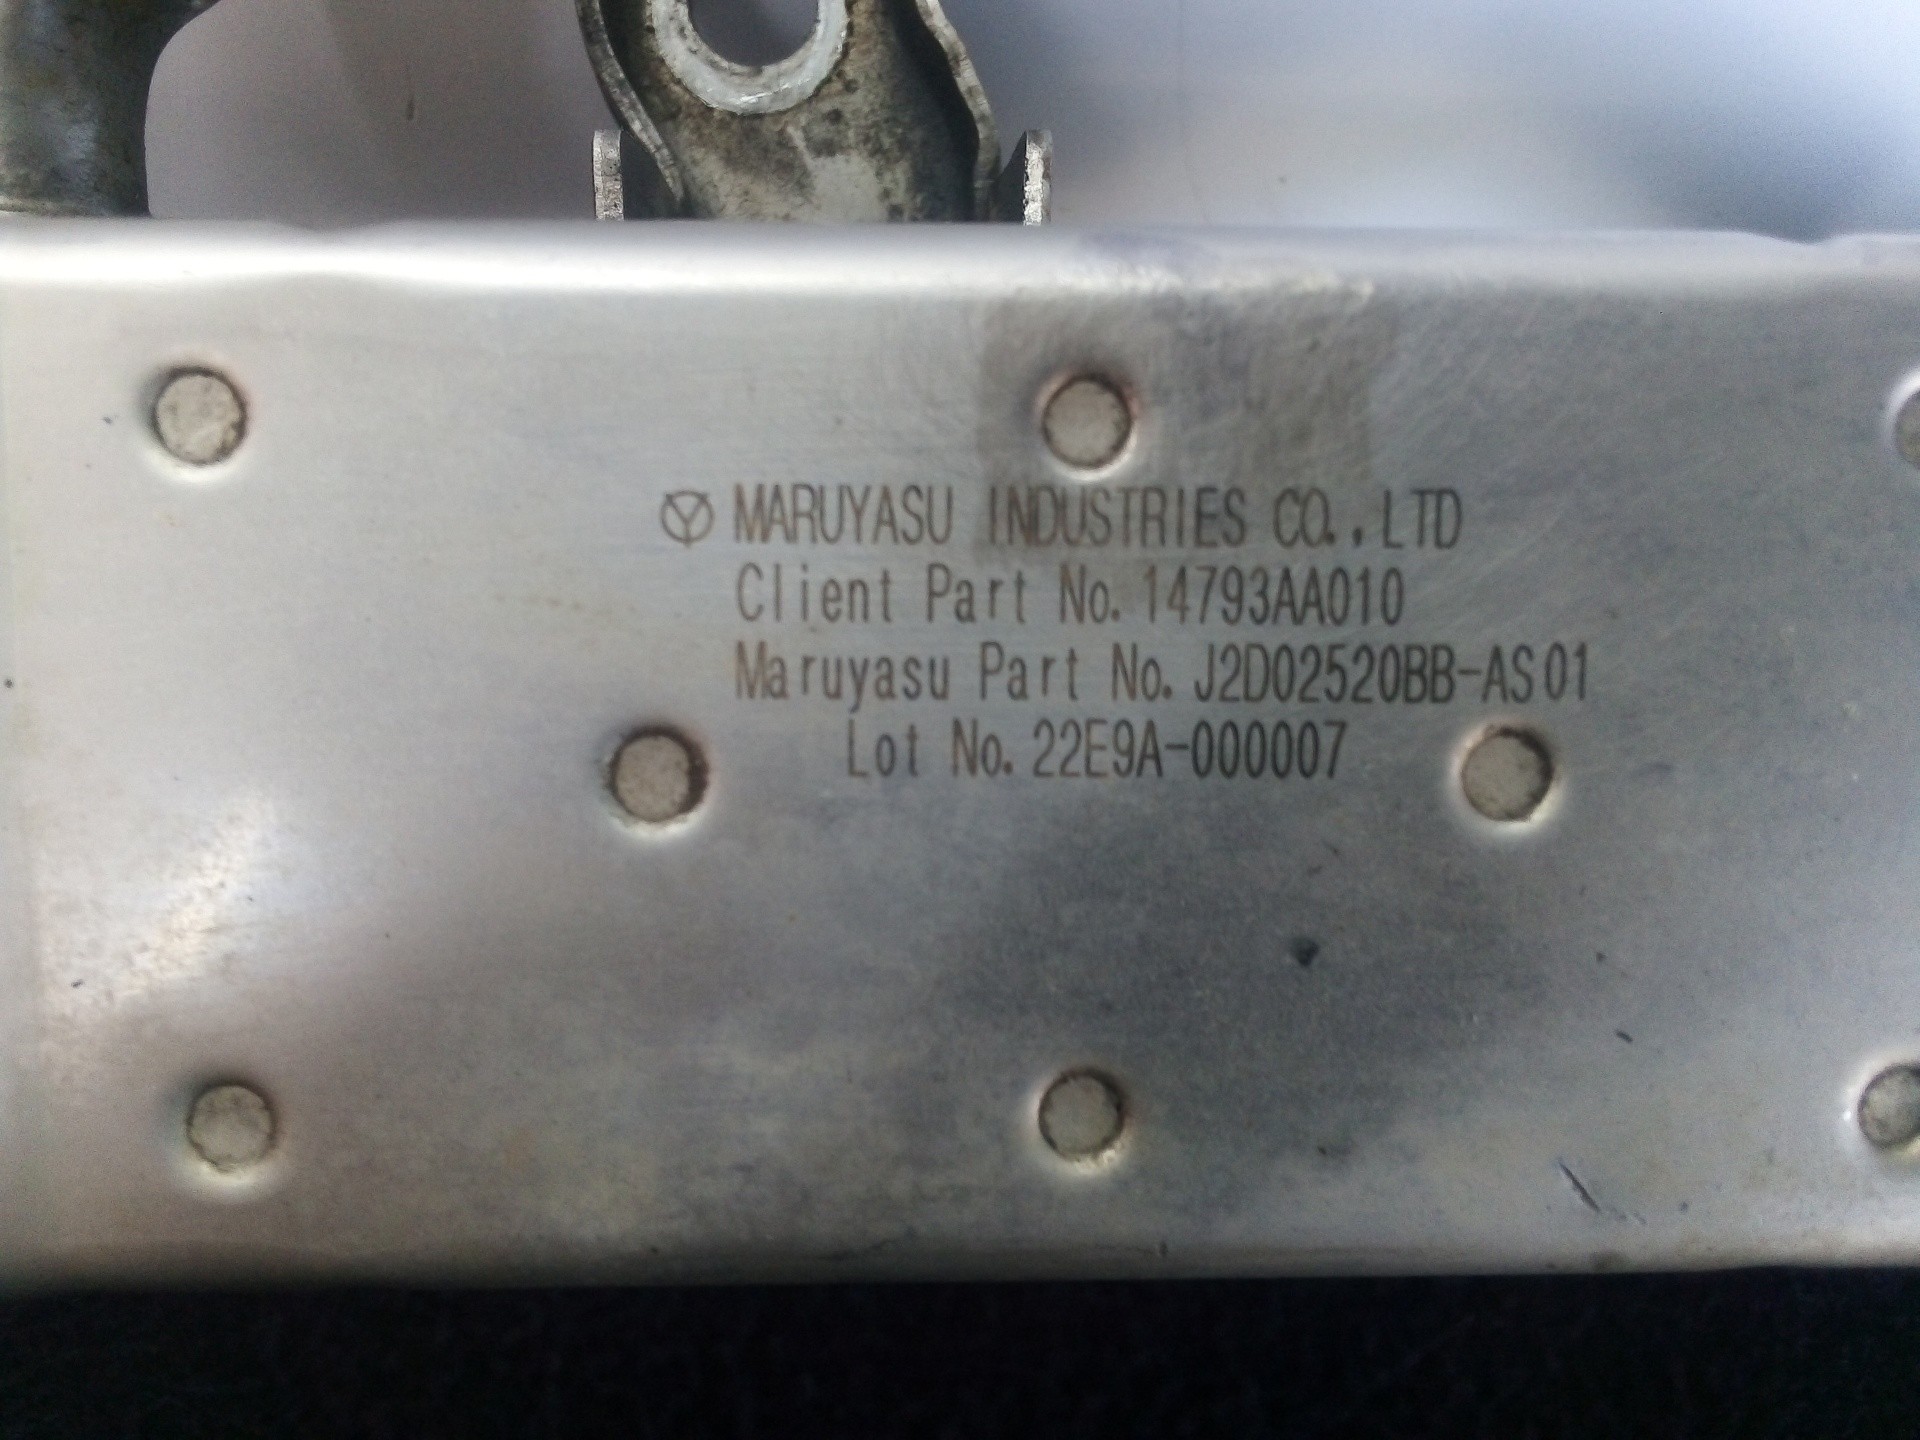 MARUYASU INDUSTRIES CO.,LTD
Client Part No.14793AA010
Maruyasu Part No.J2D02520BB-AS01
Lot No.22E9A-000007